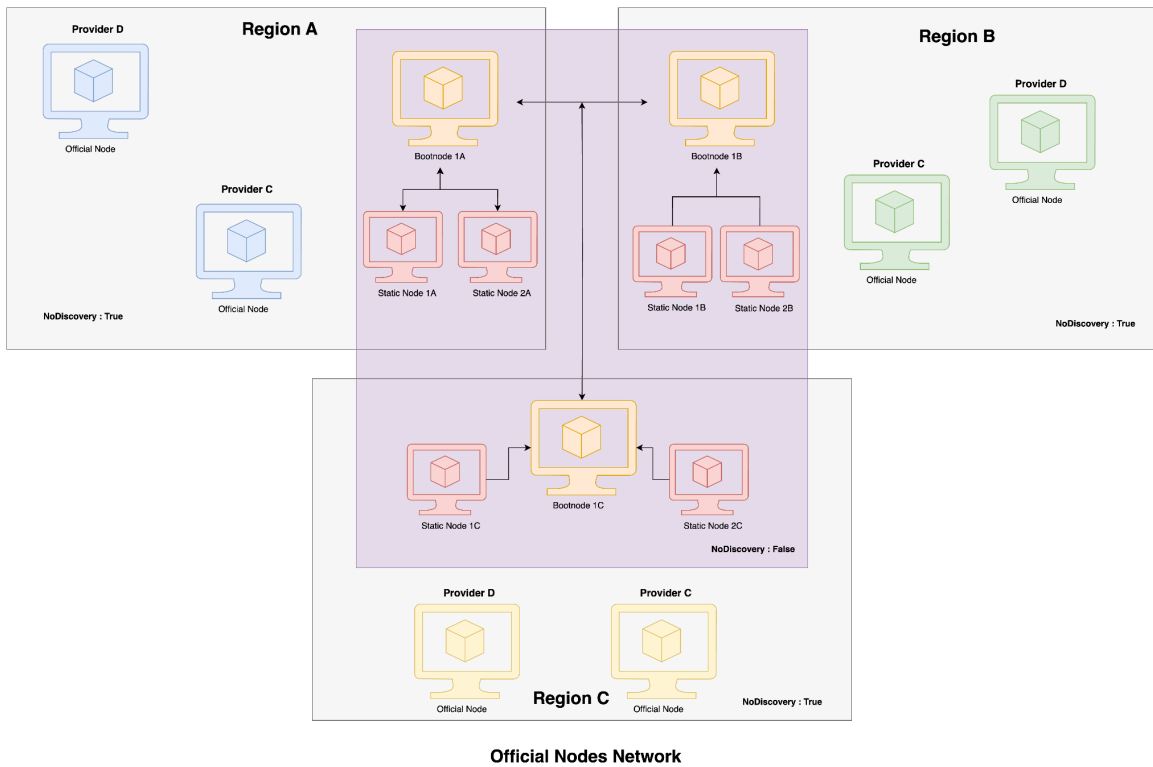 Region A
Provider D
Official Node
Provider C
Official Node
NoDiscovery : True
Bootnode 1A
Static Node 1A
Static Node 2A
Region B
Bootnode 1B
Static Node 1B
Static Node 2B
Provider D
Official Node
Provider C
Official Node
NoDiscovery : True
Bootnode 1C
Static Node 1C
Static Node 2C
NoDiscovery : False
Provider D
Official Node
Provider C
Official Node
Region C
NoDiscovery : True
Official Nodes Network